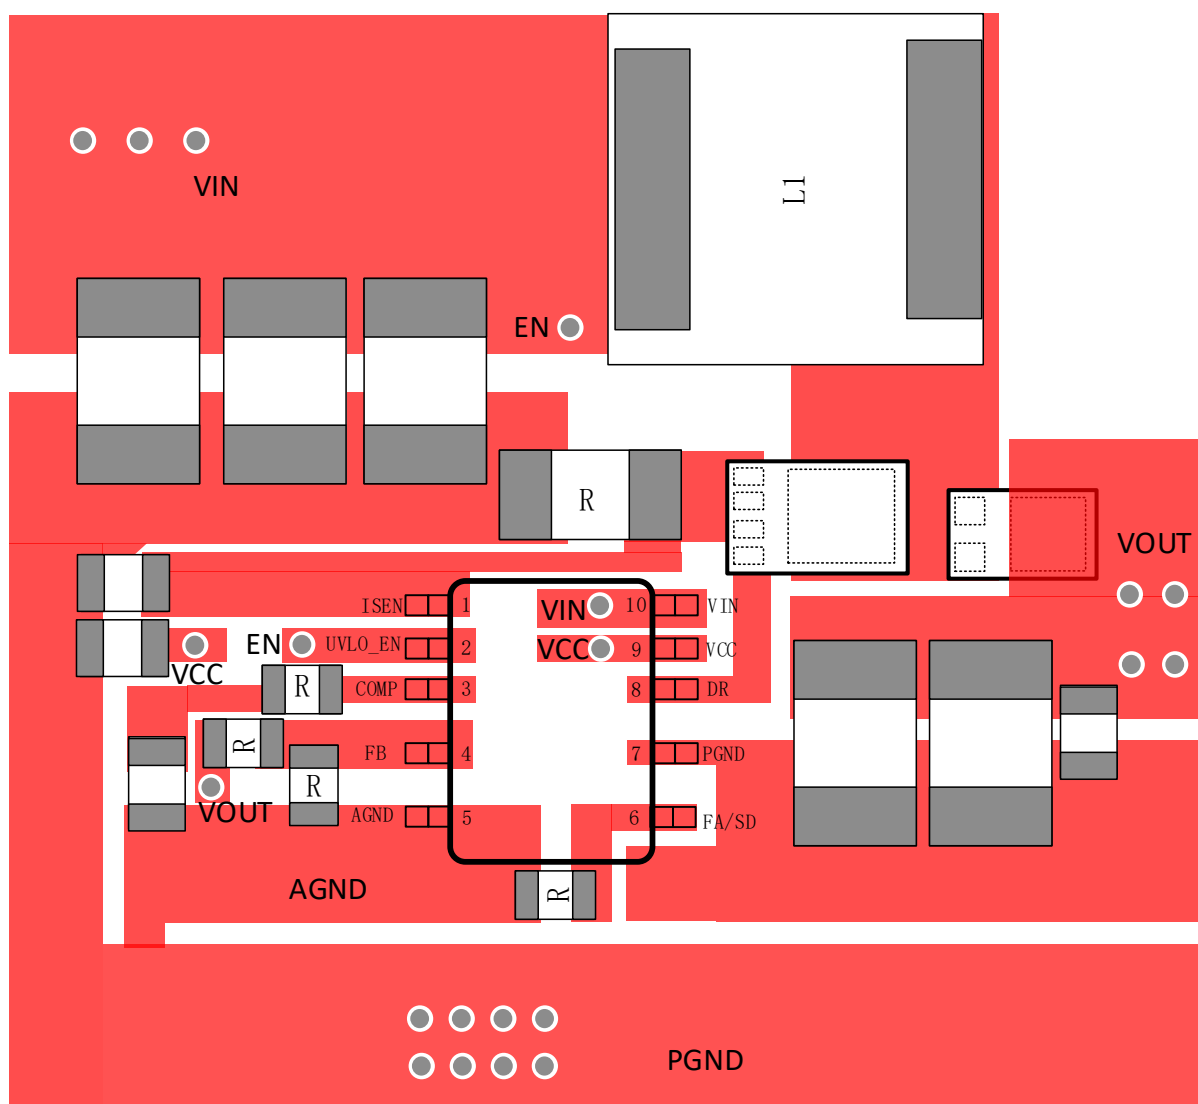 VIN
L1
EN
R
VOUT
ISEN 1 VIN 10 VIN
EN UVLO_EN 2 VCC 9 VCC
VCC
R COMP 3 8 DR
R FB 4 7 PGND
R
VOUT AGND 5 6 FA/SD
AGND R
PGND